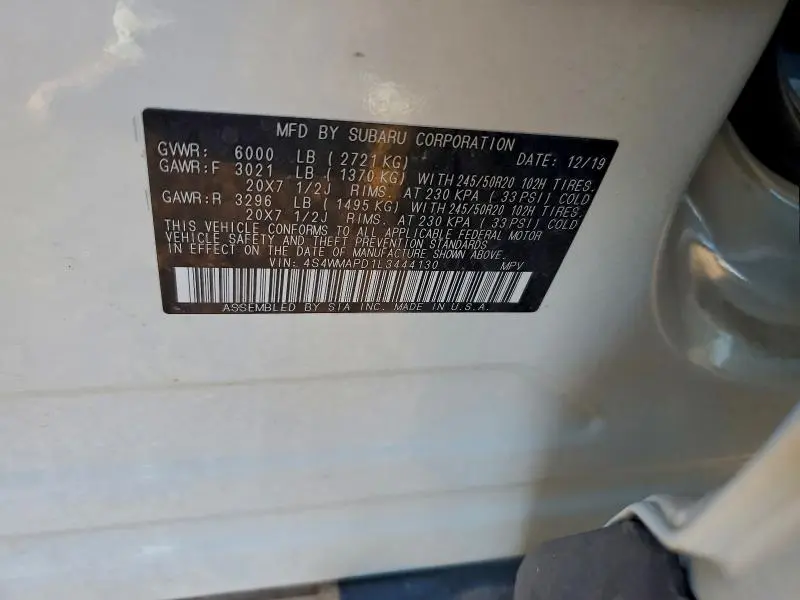 MFD BY SUBARU CORPORATION
GVWR: 6000 LB ( 2721 KG) DATE: 12/19
GAWR:F 3021 LB ( 1370 KG) WITH 245/50R20 102H TIRES.
20X7 1/2J RIMS. AT 230 KPA ( 33 PSI) COLD
GAWR:R 3296 LB ( 1495 KG) WITH 245/50R20 102H TIRES.
20X7 1/2J RIMS. AT 230 KPA ( 33 PSI) COLD
THIS VEHICLE CONFORMS TO ALL APPLICABLE FEDERAL MOTOR
VEHICLE SAFETY AND THEFT PREVENTION STANDARDS
IN EFFECT ON THE DATE OF MANUFACTURE SHOWN ABOVE.
VIN: 4S4WMAPD1L3444130 MPV
ASSEMBLED BY SIA INC. MADE IN U.S.A.